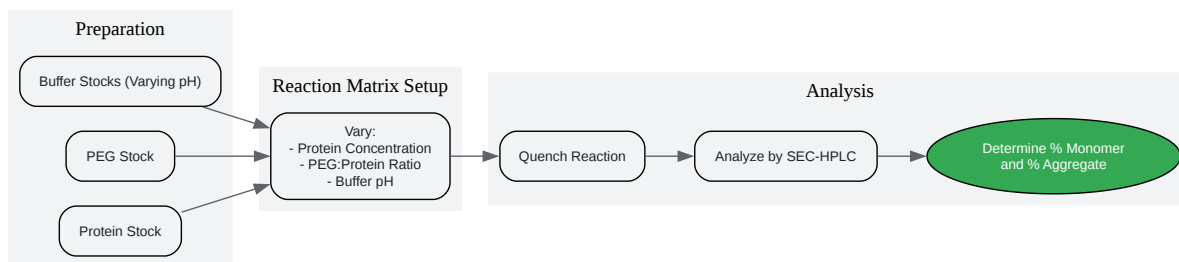 Preparation
Buffer Stocks (Varying pH)
PEG Stock
Protein Stock
Reaction Matrix Setup
Vary:
- Protein Concentration
- PEG:Protein Ratio
- Buffer pH
Analysis
Quench Reaction
Analyze by SEC-HPLC
Determine % Monomer
and % Aggregate